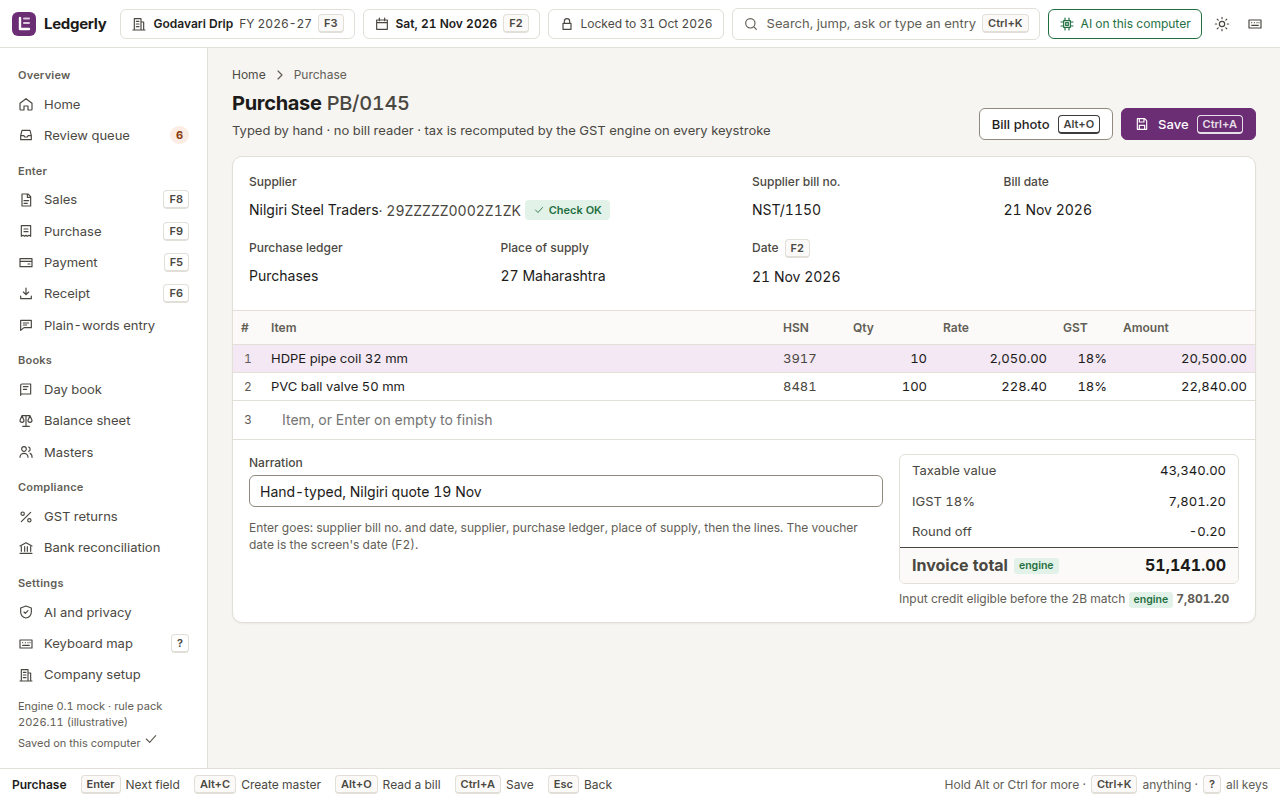 Ledgerly
Godavari Drip FY 2026-27 F3
Sat, 21 Nov 2026 F2
Locked to 31 Oct 2026
Search, jump, ask or type an entry Ctrl+K
AI on this computer
Overview
Home
Review queue 6
Enter
Sales F8
Purchase F9
Payment F5
Receipt F6
Plain-words entry
Books
Day book
Balance sheet
Masters
Compliance
GST returns
Bank reconciliation
Settings
AI and privacy
Keyboard map ?
Company setup
Engine 0.1 mock · rule pack
2026.11 (illustrative)
Saved on this computer
Home > Purchase
Purchase PB/0145
Typed by hand · no bill reader · tax is recomputed by the GST engine on every keystroke
Bill photo Alt+O
Save Ctrl+A
Supplier Supplier bill no. Bill date
Nilgiri Steel Traders · 29ZZZZZ0002Z1ZK Check OK NST/1150 21 Nov 2026
Purchase ledger Place of supply Date F2
Purchases 27 Maharashtra 21 Nov 2026
# Item HSN Qty Rate GST Amount
1 HDPE pipe coil 32 mm 3917 10 2,050.00 18% 20,500.00
2 PVC ball valve 50 mm 8481 100 228.40 18% 22,840.00
3 Item, or Enter on empty to finish
Narration
Hand-typed, Nilgiri quote 19 Nov
Enter goes: supplier bill no. and date, supplier, purchase ledger, place of supply, then the lines. The voucher
date is the screen's date (F2).
Taxable value 43,340.00
IGST 18% 7,801.20
Round off -0.20
Invoice total engine 51,141.00
Input credit eligible before the 2B match engine 7,801.20
Purchase Enter Next field Alt+C Create master Alt+O Read a bill Ctrl+A Save Esc Back
Hold Alt or Ctrl for more · Ctrl+K anything · ? all keys